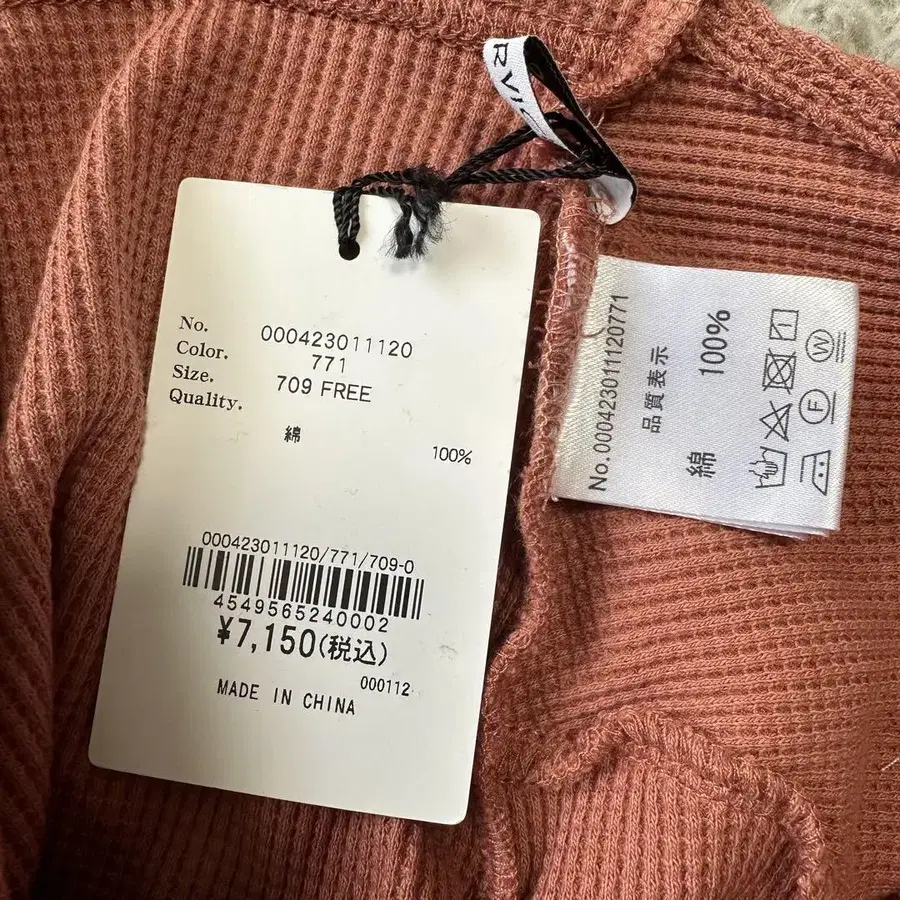 RVI
No. 000423011120
Color. 771
Size. 709 FREE
Quality.
綿 100%
000423011120/771/709-0
4549565240002
¥7,150(税込)
000112
MADE IN CHINA
No.000423011120771
品質表示
綿 100%
W
F